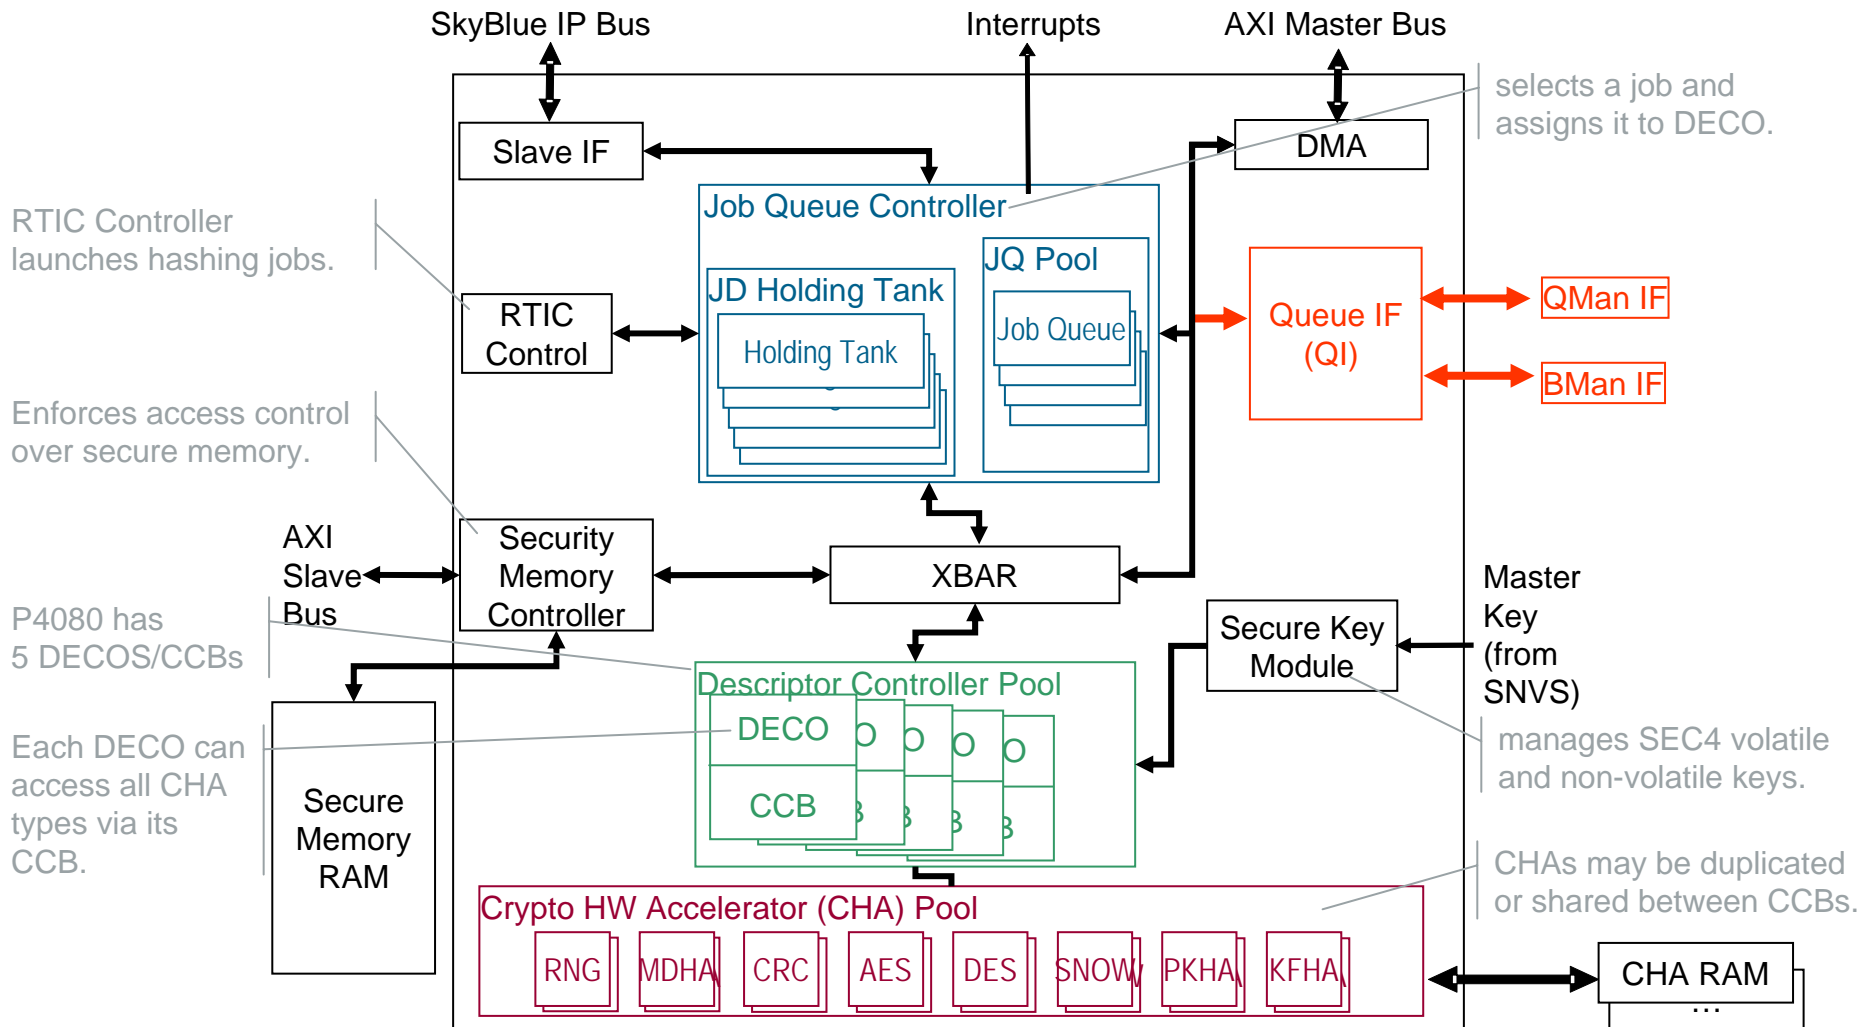 SkyBlue IP Bus
Interrupts
AXI Master Bus
selects a job and
assigns it to DECO.
Slave IF
DMA
RTIC Controller
launches hashing jobs.
Job Queue Controller
JQ Pool
JD Holding Tank
Job Queue
Holding Tank
RTIC
Control
Queue IF
(QI)
QMan IF
BMan IF
Enforces access control
over secure memory.
AXI
Slave
Bus
Security
Memory
Controller
XBAR
Master
Key
(from
SNVS)
P4080 has
5 DECOS/CCBs
Secure Key
Module
Descriptor Controller Pool
DECO
O
O
O
O
CCB
B
B
B
B
Each DECO can
access all CHA
types via its
CCB.
Secure
Memory
RAM
manages SEC4 volatile
and non-volatile keys.
CHAs may be duplicated
or shared between CCBs.
Crypto HW Accelerator (CHA) Pool
RNG
MDHA
CRC
AES
DES
SNOW
PKHA
KFHA
CHA RAM
...